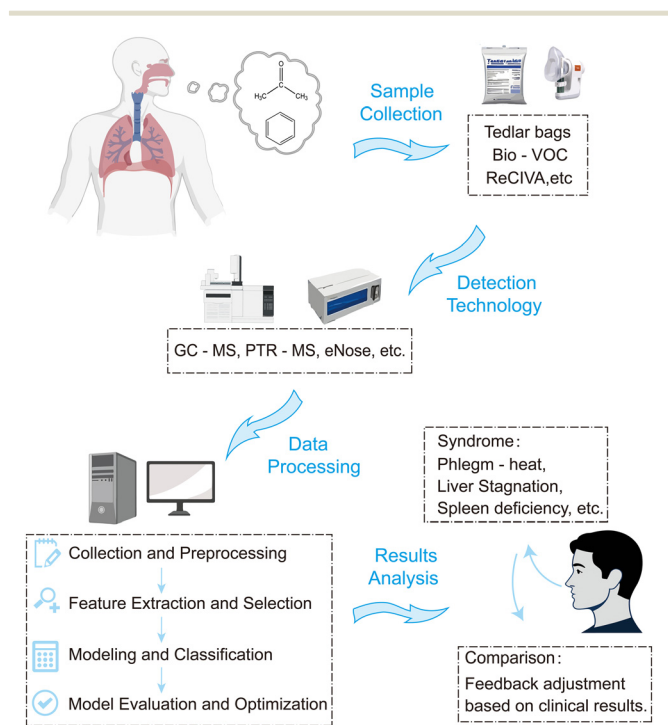 O
H₃C
CH₃
Sample
Collection
Tedlar bags
Bio - VOC
ReCIVA,etc
Detection
Technology
GC - MS, PTR - MS, eNose, etc.
Data
Processing
Syndrome:
Phlegm - heat,
Liver Stagnation,
Spleen deficiency, etc.
Collection and Preprocessing
Feature Extraction and Selection
Modeling and Classification
Model Evaluation and Optimization
Results
Analysis
Comparison:
Feedback adjustment
based on clinical results.